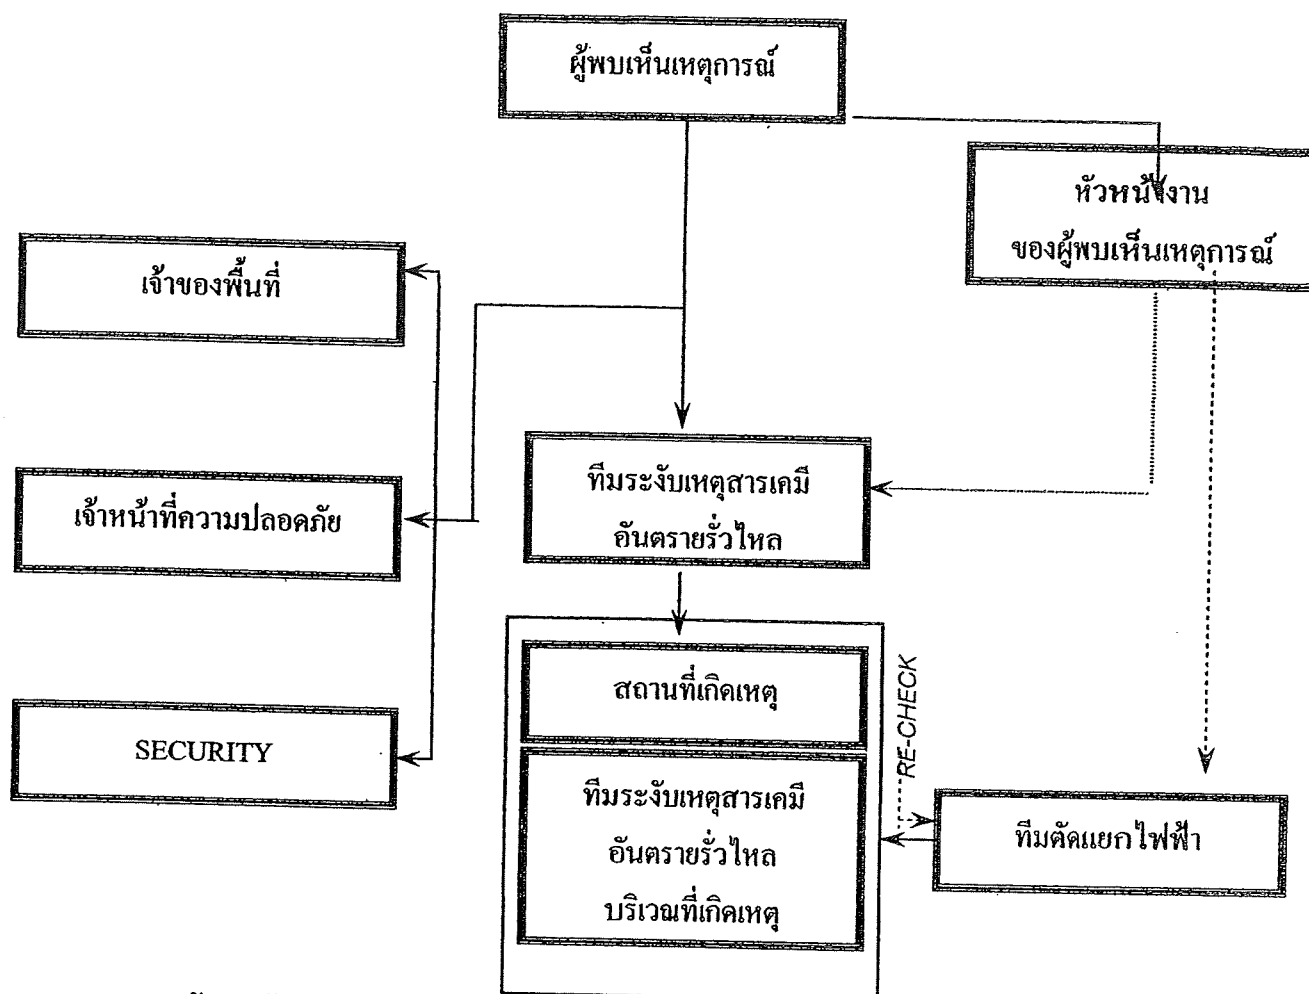 ผู้พบเห็นเหตุการณ์
หัวหน้างาน
ของผู้พบเห็นเหตุการณ์
เจ้าของพื้นที่
ทีมระงับเหตุสารเคมี
อันตรายรั่วไหล
เจ้าหน้าที่ความปลอดภัย
สถานที่เกิดเหตุ
RE-CHECK
SECURITY
ทีมระงับเหตุสารเคมี
อันตรายรั่วไหล
บริเวณที่เกิดเหตุ
ทีมตัดแยกไฟฟ้า